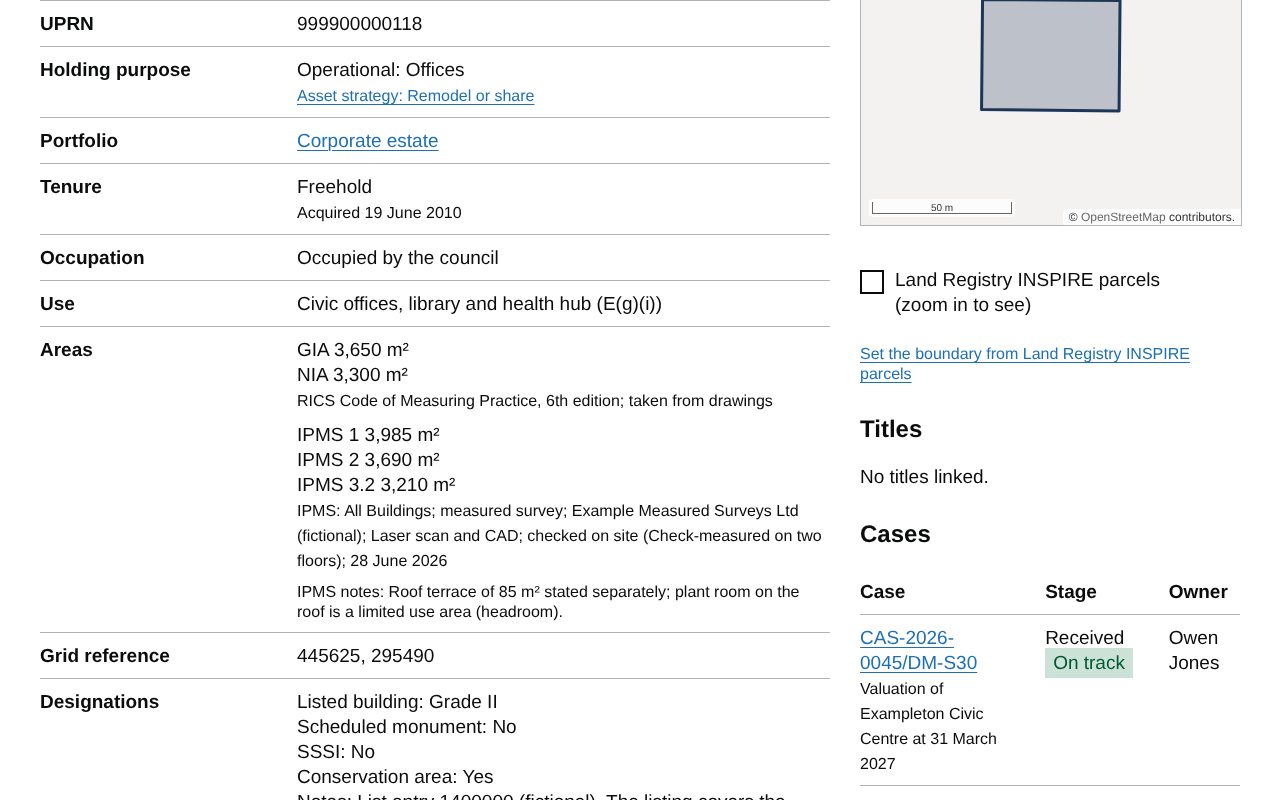 UPRN
999900000118
Holding purpose
Operational: Offices
Asset strategy: Remodel or share
Portfolio
Corporate estate
Tenure
Freehold
Acquired 19 June 2010
Occupation
Occupied by the council
Use
Civic offices, library and health hub (E(g)(i))
Areas
GIA 3,650 m²
NIA 3,300 m²
RICS Code of Measuring Practice, 6th edition; taken from drawings
IPMS 1 3,985 m²
IPMS 2 3,690 m²
IPMS 3.2 3,210 m²
IPMS: All Buildings; measured survey; Example Measured Surveys Ltd
(fictional); Laser scan and CAD; checked on site (Check-measured on two
floors); 28 June 2026
IPMS notes: Roof terrace of 85 m² stated separately; plant room on the
roof is a limited use area (headroom).
Grid reference
445625, 295490
Designations
Listed building: Grade II
Scheduled monument: No
SSSI: No
Conservation area: Yes
Notes: List entry 1400000 (fictional). The listing covers the
50 m
© OpenStreetMap contributors.
Land Registry INSPIRE parcels
(zoom in to see)
Set the boundary from Land Registry INSPIRE
parcels
Titles
No titles linked.
Cases
Case Stage Owner
CAS-2026-
0045/DM-S30
Valuation of
Exampleton Civic
Centre at 31 March
2027
Received
On track
Owen
Jones